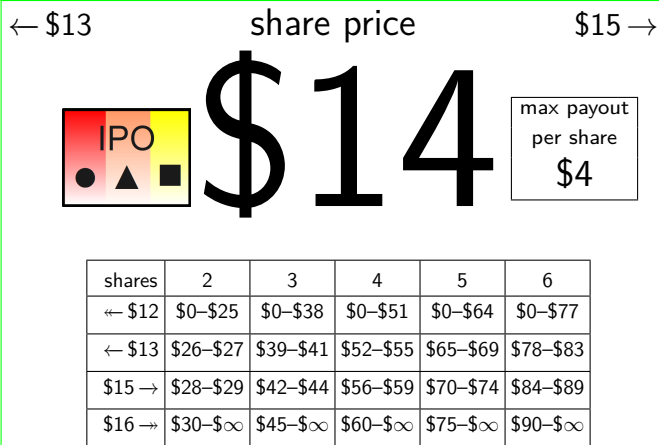 ← $13 share price $15 →
$14
IPO
● ▲ ■
max payout
per share
$4
shares 2 3 4 5 6
↞ $12 $0–$25 $0–$38 $0–$51 $0–$64 $0–$77
← $13 $26–$27 $39–$41 $52–$55 $65–$69 $78–$83
$15 → $28–$29 $42–$44 $56–$59 $70–$74 $84–$89
$16 ↠ $30–$∞ $45–$∞ $60–$∞ $75–$∞ $90–$∞